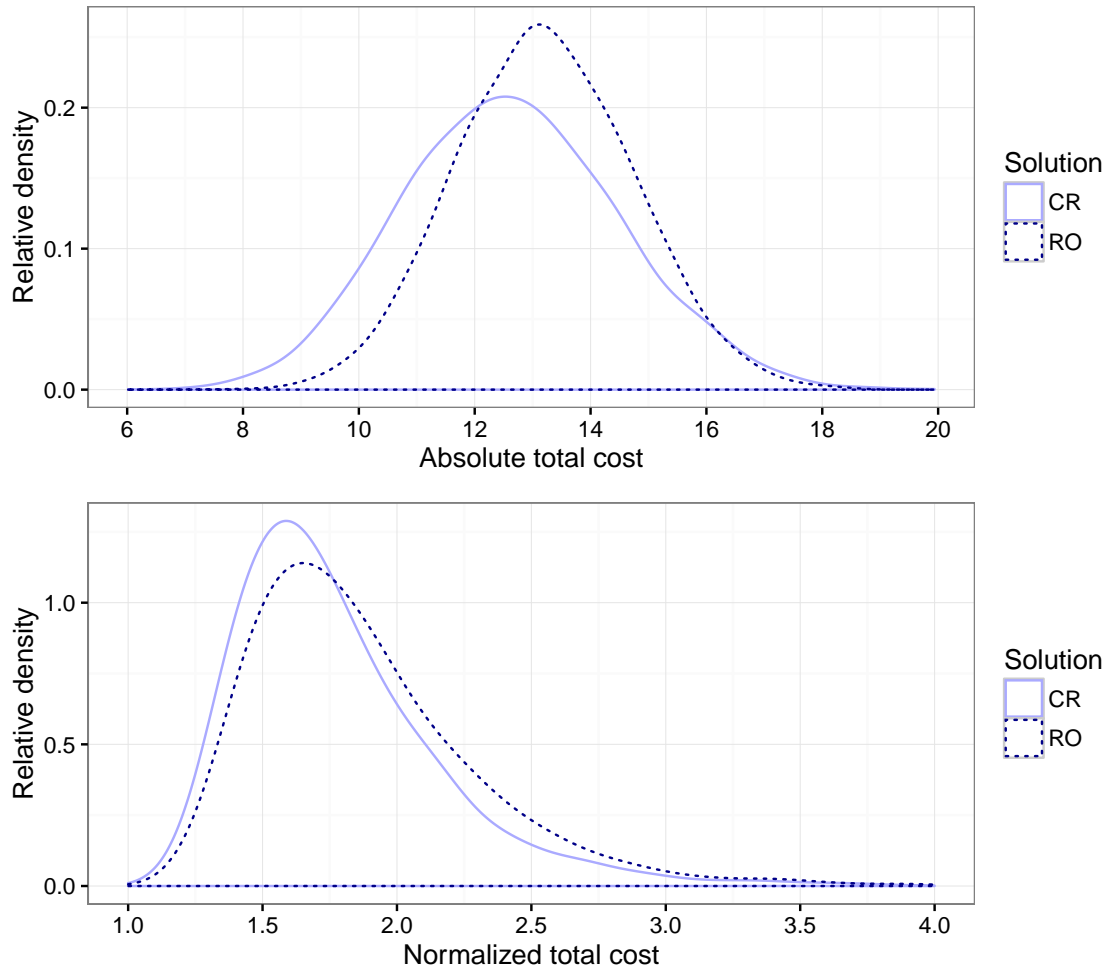 Relative density
0.2
0.1
0.0
6 8 10 12 14 16 18 20
Absolute total cost
Solution
CR
RO
Relative density
1.0
0.5
0.0
1.0 1.5 2.0 2.5 3.0 3.5 4.0
Normalized total cost
Solution
CR
RO